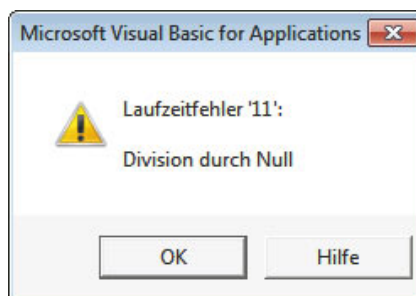 Microsoft Visual Basic for Applications
Laufzeitfehler '11':
Division durch Null
OK
Hilfe